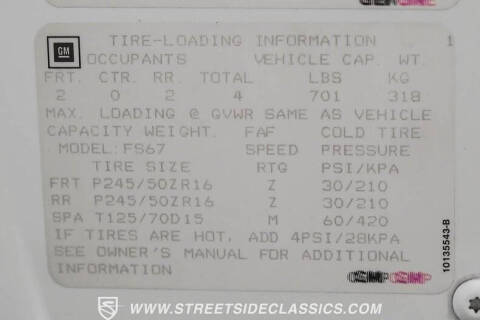 GM
TIRE-LOADING INFORMATION 1
OCCUPANTS VEHICLE CAP. WT.
FRT. CTR. RR. TOTAL LBS KG
2 0 2 4 701 318
MAX. LOADING @ GVWR SAME AS VEHICLE
CAPACITY WEIGHT. FAF COLD TIRE
MODEL:FS67 SPEED PRESSURE
TIRE SIZE RTG PSI/KPA
FRT P245/50ZR16 Z 30/210
RR P245/50ZR16 Z 30/210
SPA T125/70D15 M 60/420
IF TIRES ARE HOT, ADD 4PSI/28KPA
SEE OWNER'S MANUAL FOR ADDITIONAL
INFORMATION
10135543-B
WWW.STREETSIDECLASSICS.COM